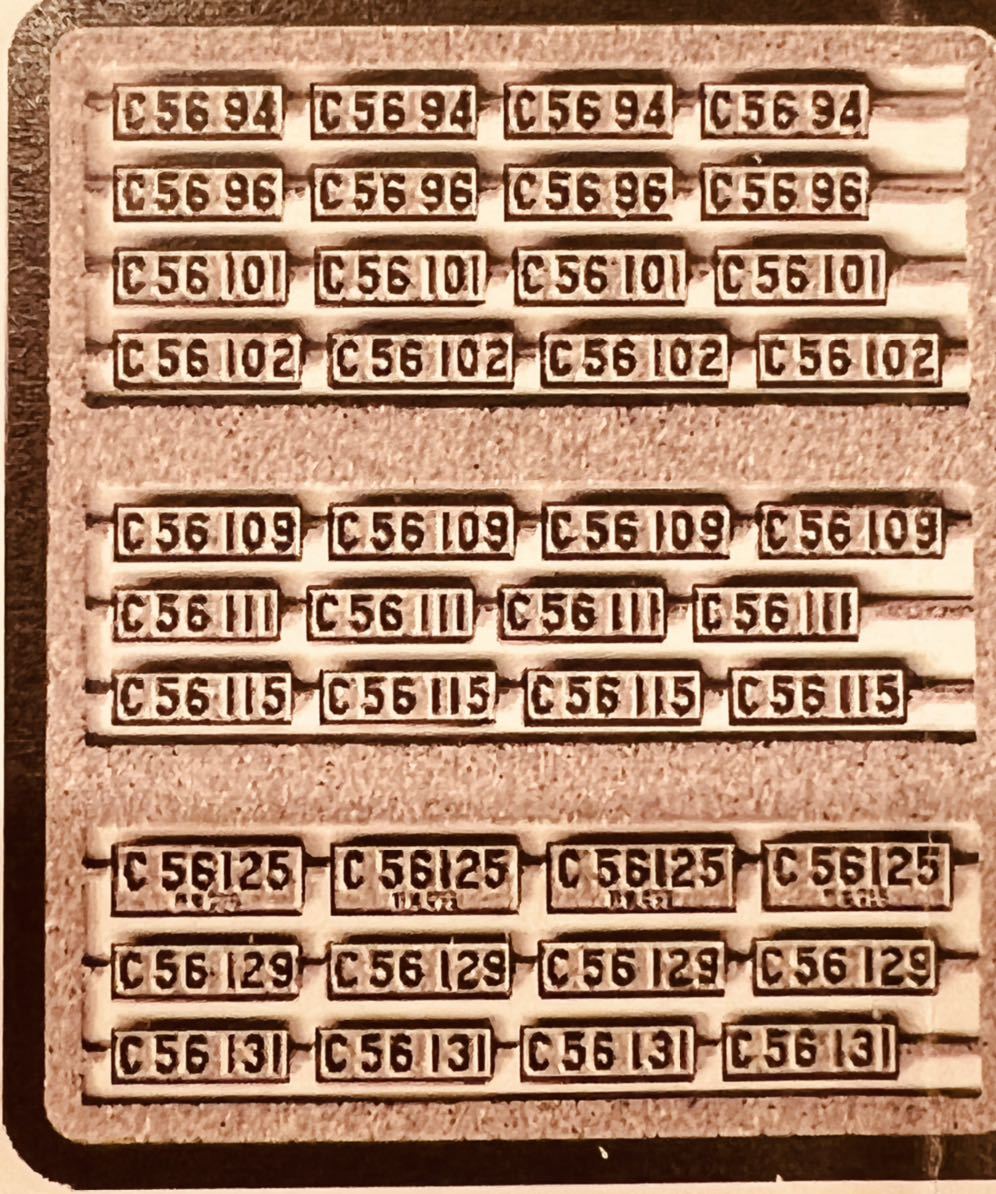 C56 94 C56 94 C56 94 C56 94
C56 96 C56 96 C56 96 C56 96
C56 101 C56 101 C56 101 C56 101
C56 102 C56 102 C56 102 C56 102
C56 109 C56 109 C56 109 C56 109
C56 111 C56 111 C56 111 C56 111
C56 115 C56 115 C56 115 C56 115
C56125 C56125 C56125 C56125
C56 129 C56 129 C56 129 C56 129
C56 131 C56 131 C56 131 C56 131